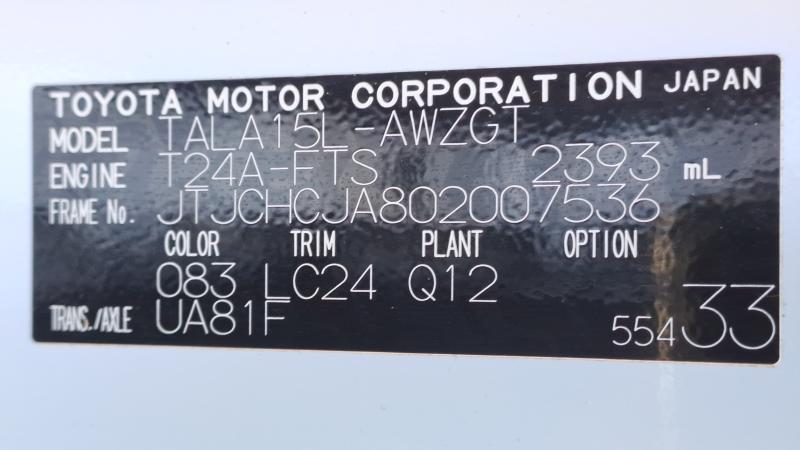 TOYOTA MOTOR CORPORATION JAPAN
MODEL TALA15L-AWZGT
ENGINE T24A-FTS 2393 mL
FRAME No. JTJCHCJA802007536
COLOR TRIM PLANT OPTION
083 LC24 Q12
TRANS./AXLE UA81F
55433